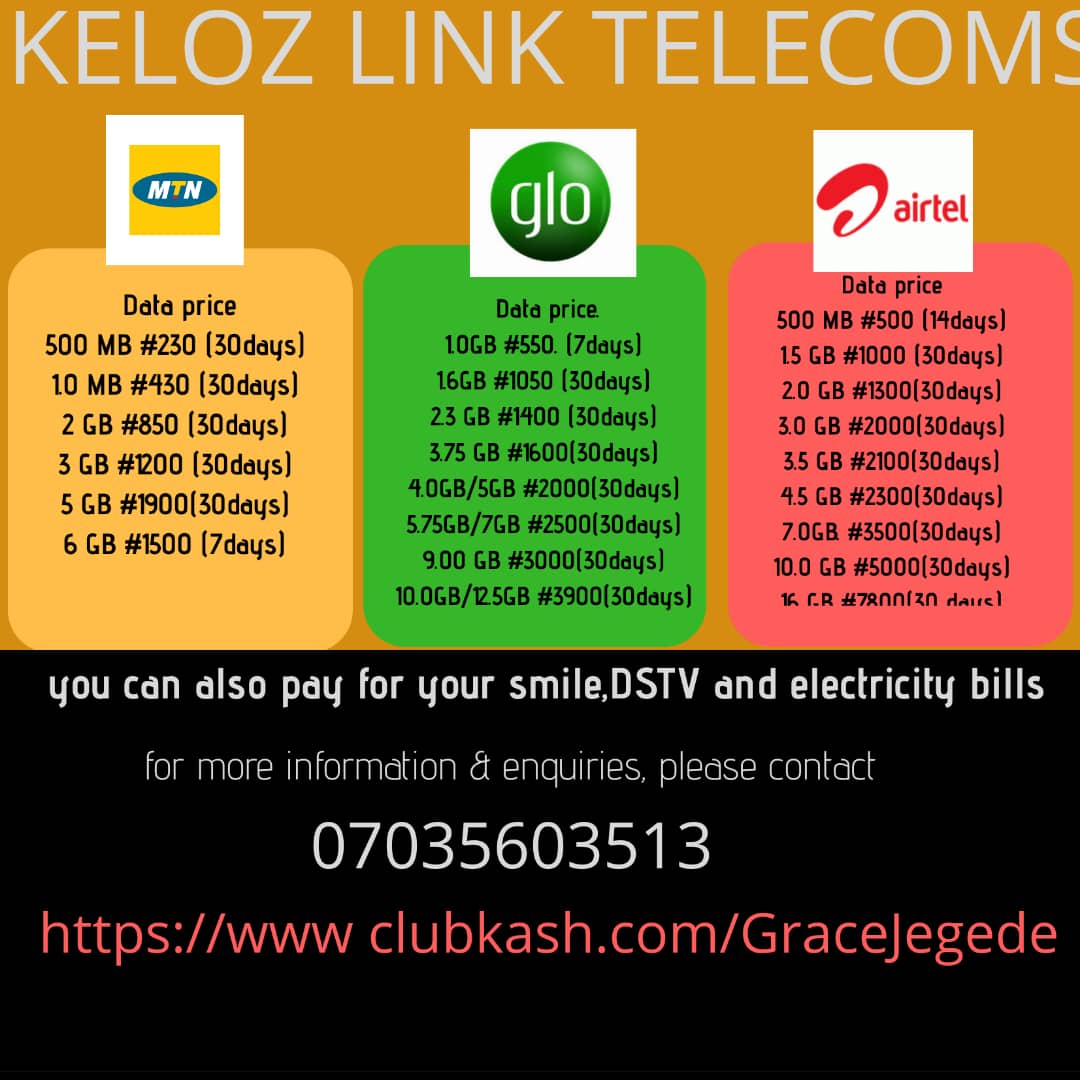 KELOZ LINK TELECOMS
MTN
Data price
500 MB #230 (30days)
1.0 MB #430 (30days)
2 GB #850 (30days)
3 GB #1200 (30days)
5 GB #1900(30days)
6 GB #1500 (7days)
glo
Data price.
1.0GB #550. (7days)
1.6GB #1050 (30days)
2.3 GB #1400 (30days)
3.75 GB #1600(30days)
4.0GB/5GB #2000(30days)
5.75GB/7GB #2500(30days)
9.00 GB #3000(30days)
10.0GB/12.5GB #3900(30days)
airtel
Data price
500 MB #500 (14days)
1.5 GB #1000 (30days)
2.0 GB #1300(30days)
3.0 GB #2000(30days)
3.5 GB #2100(30days)
4.5 GB #2300(30days)
7.0GB. #3500(30days)
10.0 GB #5000(30days)
16 GB #7800(30 days)
you can also pay for your smile,DSTV and electricity bills
for more information & enquiries, please contact
07035603513
https://www clubkash.com/GraceJegede